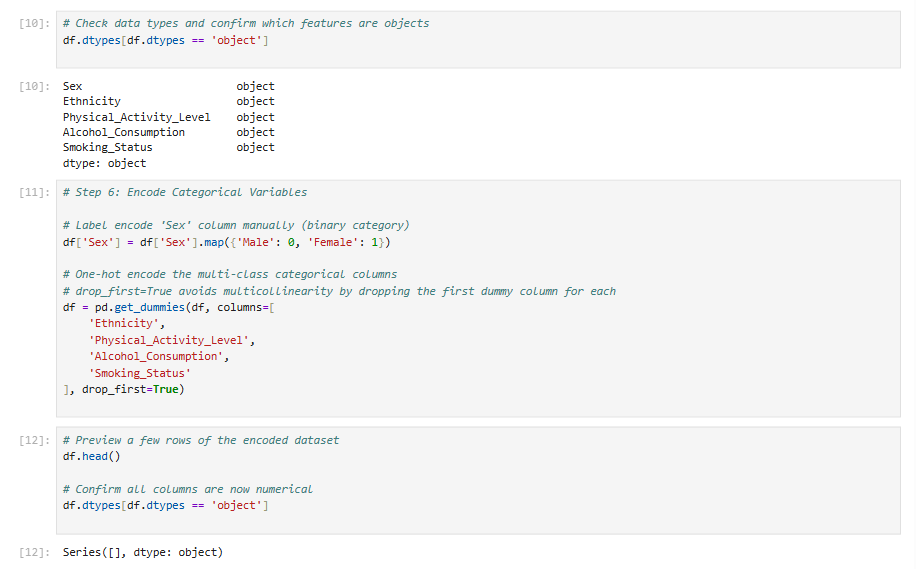 [10]: # Check data types and confirm which features are objects
df.dtypes[df.dtypes == 'object']
[10]: Sex object
Ethnicity object
Physical_Activity_Level object
Alcohol_Consumption object
Smoking_Status object
dtype: object
[11]: # Step 6: Encode Categorical Variables
# Label encode 'Sex' column manually (binary category)
df['Sex'] = df['Sex'].map({'Male': 0, 'Female': 1})
# One-hot encode the multi-class categorical columns
# drop_first=True avoids multicollinearity by dropping the first dummy column for each
df = pd.get_dummies(df, columns=[
'Ethnicity',
'Physical_Activity_Level',
'Alcohol_Consumption',
'Smoking_Status'
], drop_first=True)
[12]: # Preview a few rows of the encoded dataset
df.head()
# Confirm all columns are now numerical
df.dtypes[df.dtypes == 'object']
[12]: Series([], dtype: object)